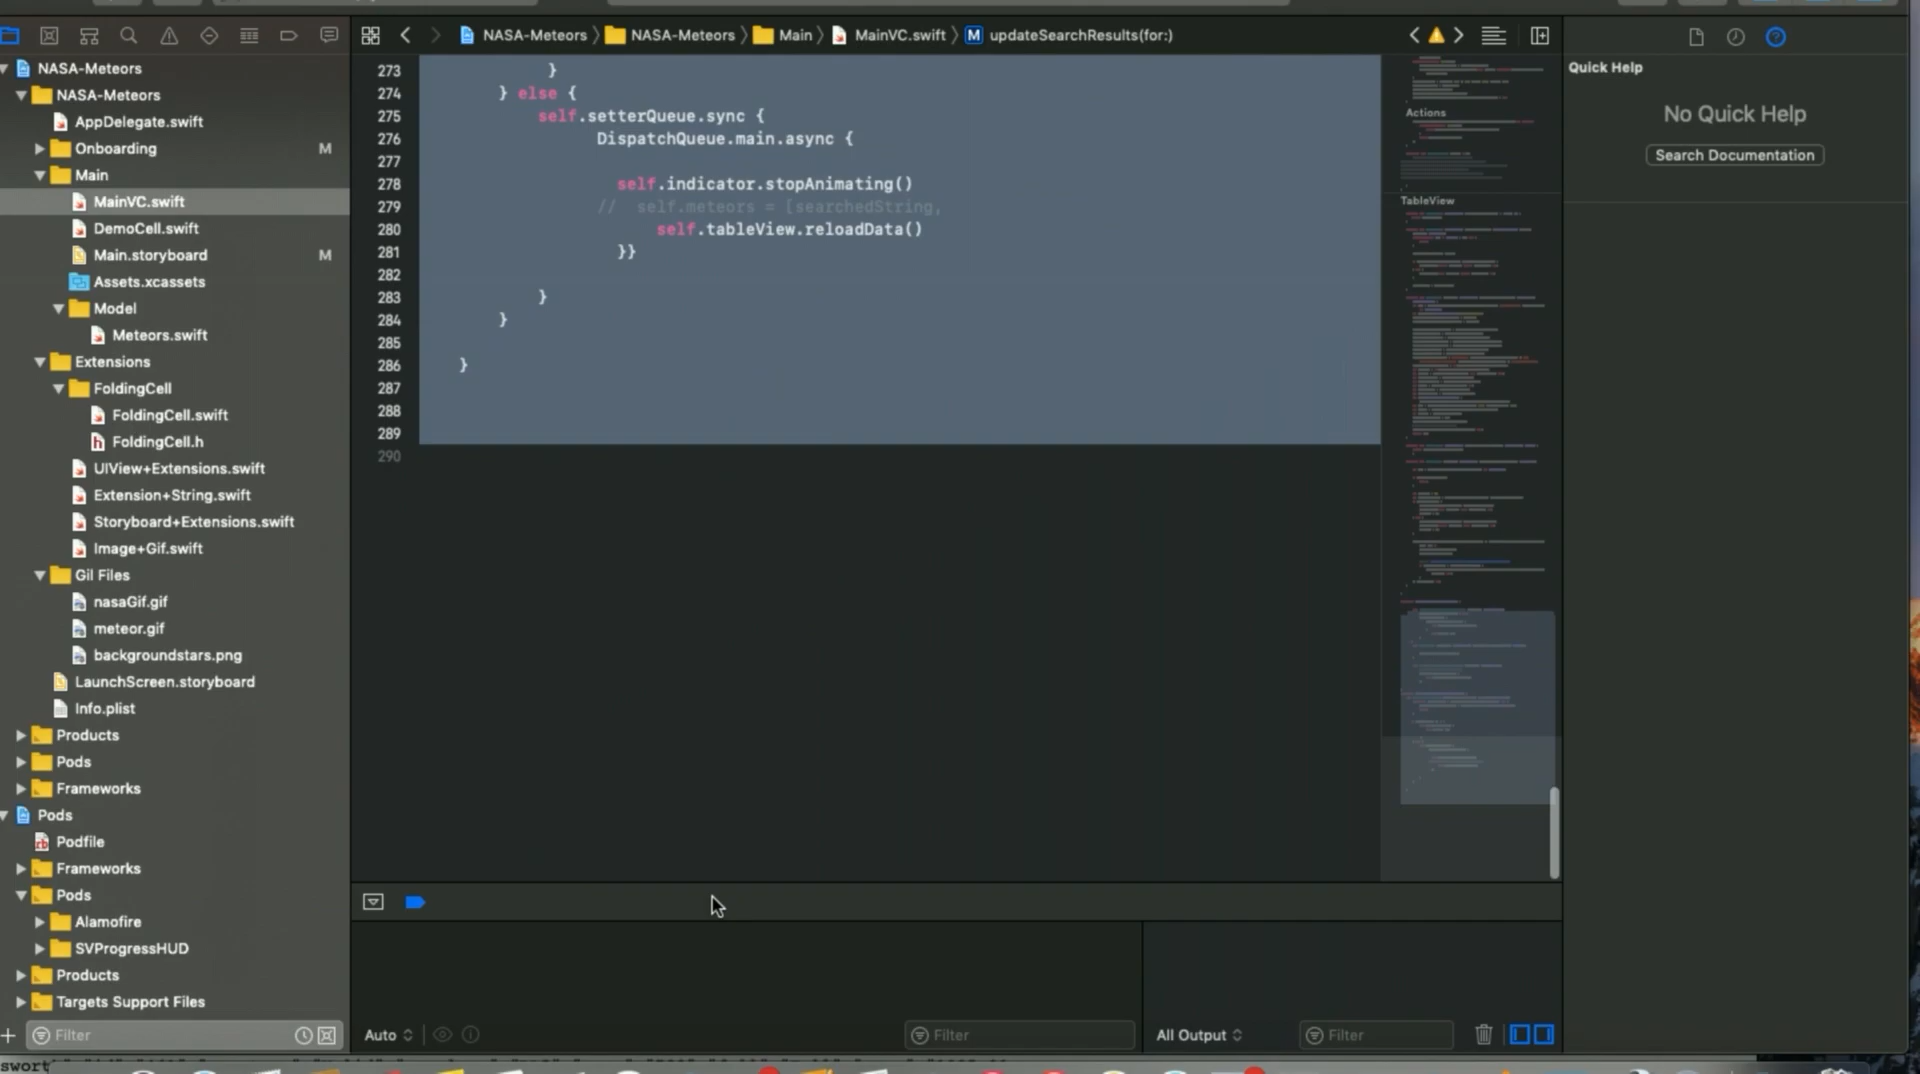 NASA-Meteors
NASA-Meteors
AppDelegate.swift
Onboarding M
Main
MainVC.swift
DemoCell.swift
Main.storyboard M
Assets.xcassets
Model
Meteors.swift
Extensions
FoldingCell
FoldingCell.swift
FoldingCell.h
UIView+Extensions.swift
Extension+String.swift
Storyboard+Extensions.swift
Image+Gif.swift
Gil Files
nasaGif.gif
meteor.gif
backgroundstars.png
LaunchScreen.storyboard
Info.plist
Products
Pods
Frameworks
Pods
Podfile
Frameworks
Pods
Alamofire
SVProgressHUD
Products
Targets Support Files
Filter
NASA-Meteors NASA-Meteors Main MainVC.swift M updateSearchResults(for:)
273 }
274 } else {
275 self.setterQueue.sync {
276 DispatchQueue.main.async {
277
278 self.indicator.stopAnimating()
279 // self.meteors = [searchedString,
280 self.tableView.reloadData()
281 }}
282
283 }
284 }
285
286 }
287
288
289
290
Actions
TableView
Auto
Filter
All Output
Filter
Quick Help
No Quick Help
Search Documentation
swort